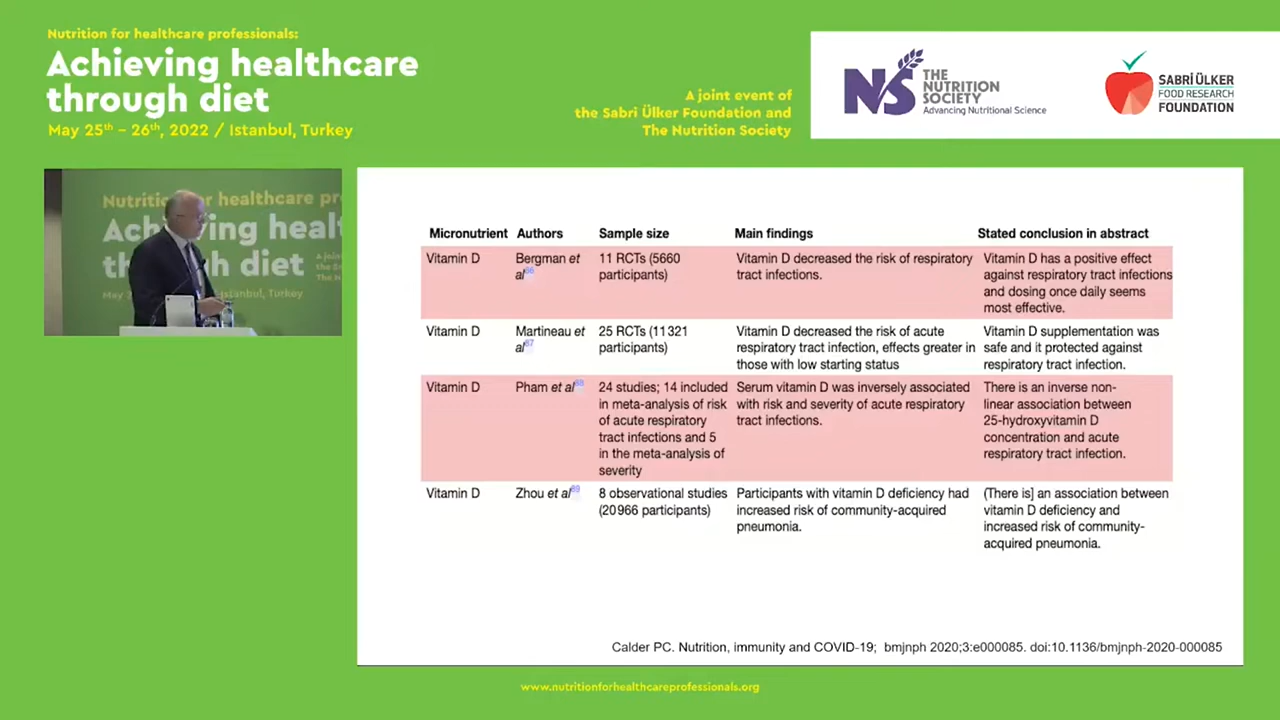 Nutrition for healthcare professionals:
Achieving healthcare
through diet
May 25th – 26th, 2022 / Istanbul, Turkey
A joint event of
the Sabri Ülker Foundation and
The Nutrition Society
NS
THE
NUTRITION
SOCIETY
Advancing Nutritional Science
SABRİ ÜLKER
FOOD RESEARCH
FOUNDATION
Micronutrient Authors Sample size Main findings Stated conclusion in abstract
Vitamin D
Bergman et
al66
11 RCTs (5660
participants)
Vitamin D decreased the risk of respiratory
tract infections.
Vitamin D has a positive effect
against respiratory tract infections
and dosing once daily seems
most effective.
Vitamin D
Martineau et
al87
25 RCTs (11 321
participants)
Vitamin D decreased the risk of acute
respiratory tract infection, effects greater in
those with low starting status
Vitamin D supplementation was
safe and it protected against
respiratory tract infection.
Vitamin D
Pham et al88
24 studies; 14 included
in meta-analysis of risk
of acute respiratory
tract infections and 5
in the meta-analysis of
severity
Serum vitamin D was inversely associated
with risk and severity of acute respiratory
tract infections.
There is an inverse non-
linear association between
25-hydroxyvitamin D
concentration and acute
respiratory tract infection.
Vitamin D
Zhou et al89
8 observational studies
(20 966 participants)
Participants with vitamin D deficiency had
increased risk of community-acquired
pneumonia.
(There is] an association between
vitamin D deficiency and
increased risk of community-
acquired pneumonia.
Calder PC. Nutrition, immunity and COVID-19; bmjnph 2020;3:e000085. doi:10.1136/bmjnph-2020-000085
www.nutritionforhealthcareprofessionals.org